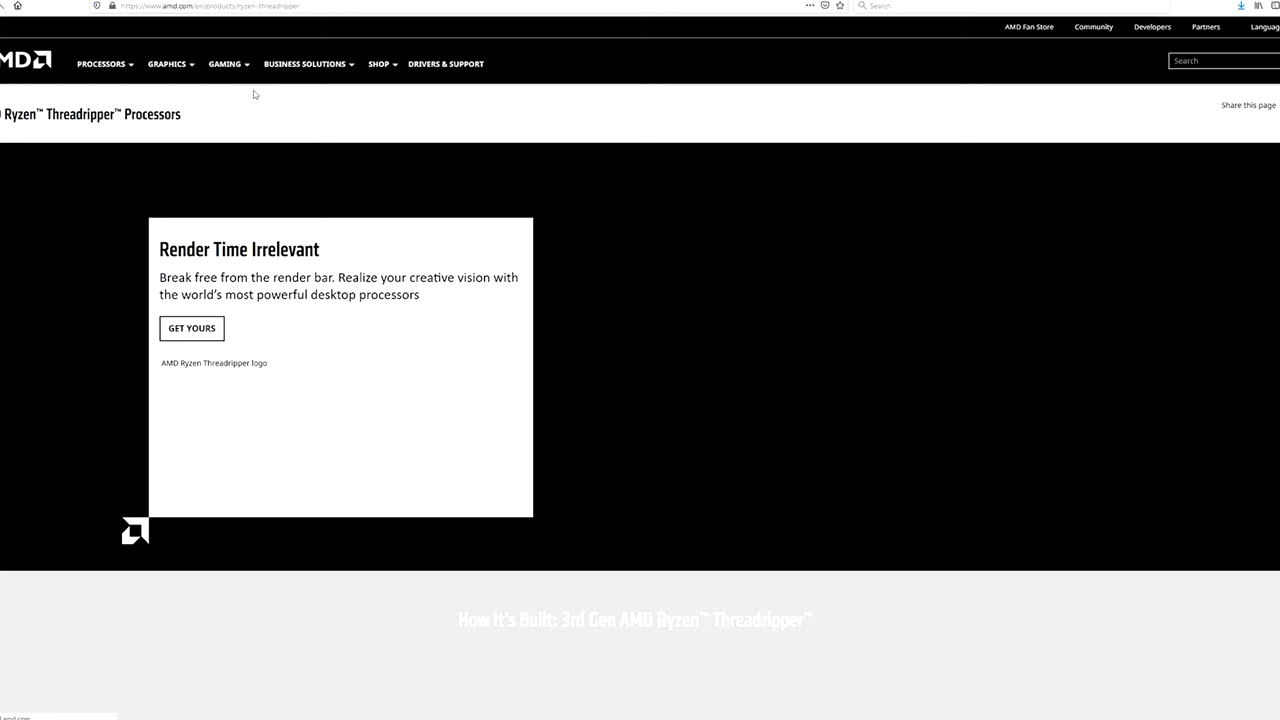 https://www.amd.com/en/products/ryzen-threadripper
Search
AMD Fan Store
Community
Developers
Partners
Languag
MD
PROCESSORS
GRAPHICS
GAMING
BUSINESS SOLUTIONS
SHOP
DRIVERS & SUPPORT
Search
Ryzen™ Threadripper™ Processors
Share this page
Render Time Irrelevant
Break free from the render bar. Realize your creative vision with
the world's most powerful desktop processors
GET YOURS
AMD Ryzen Threadripper logo
How It's Built: 3rd Gen AMD Ryzen™ Threadripper™
.amd.com